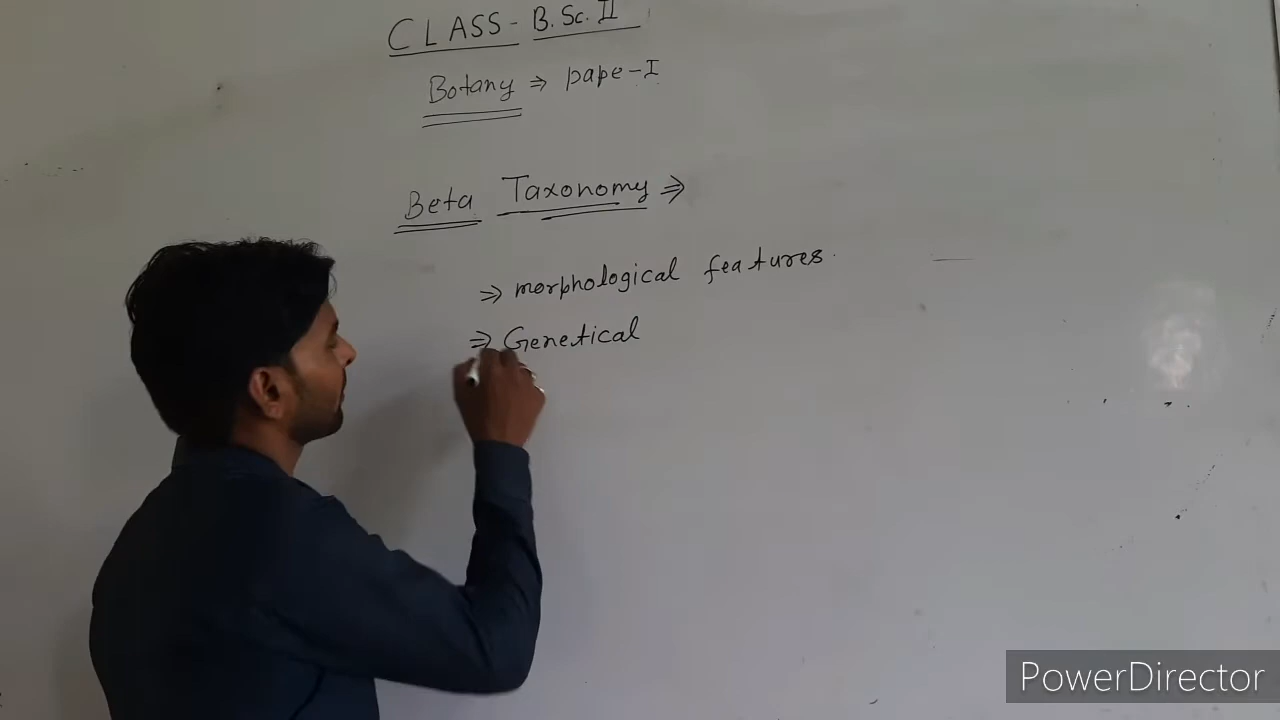 CLASS - B.Sc. II
Botany ⇒ pape-I
Beta Taxonomy ⇒
⇒ morphological features.
⇒ Genetical
PowerDirector